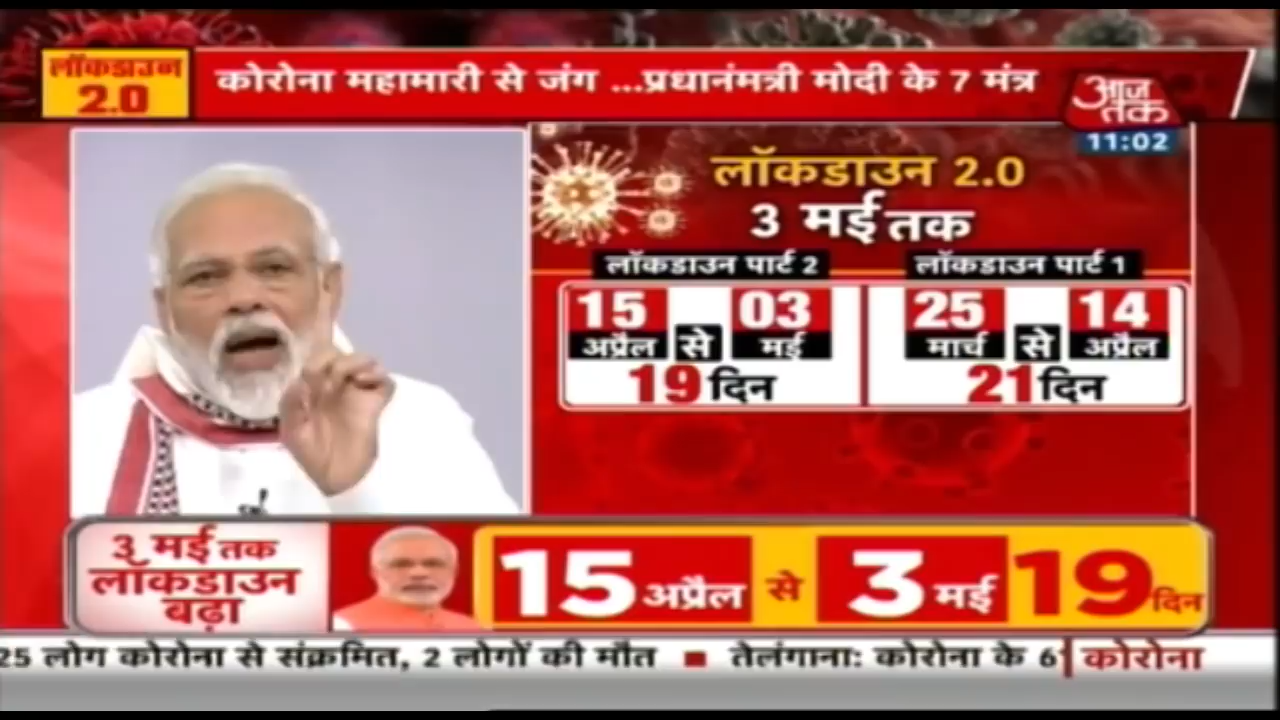 लॉकडाउन
2.0
कोरोना महामारी से जंग ...प्रधानंमत्री मोदी के 7 मंत्र
आज
तक
11:02
लॉकडाउन 2.0
3 मई तक
लॉकडाउन पार्ट 2
लॉकडाउन पार्ट 1
15 अप्रैल से 03 मई
19 दिन
25 मार्च से 14 अप्रैल
21 दिन
3 मई तक
लॉकडाउन
बढ़ा
15 अप्रैल से 3 मई 19 दिन
25 लोग कोरोना से संक्रमित, 2 लोगों की मौत ■ तेलंगाना: कोरोना के
कोरोना